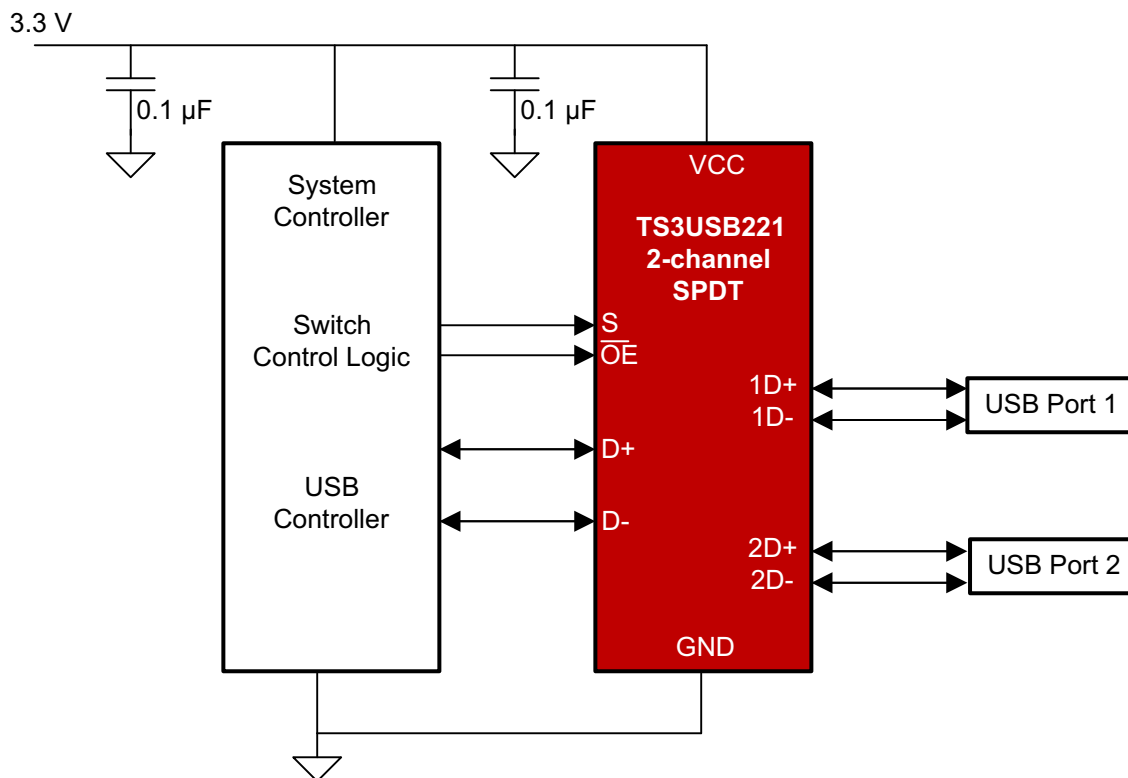 3.3 V
0.1 µF
0.1 µF
System
Controller
Switch
Control Logic
USB
Controller
VCC
TS3USB221
2-channel
SPDT
S
OE
D+
D-
1D+
1D-
2D+
2D-
GND
USB Port 1
USB Port 2